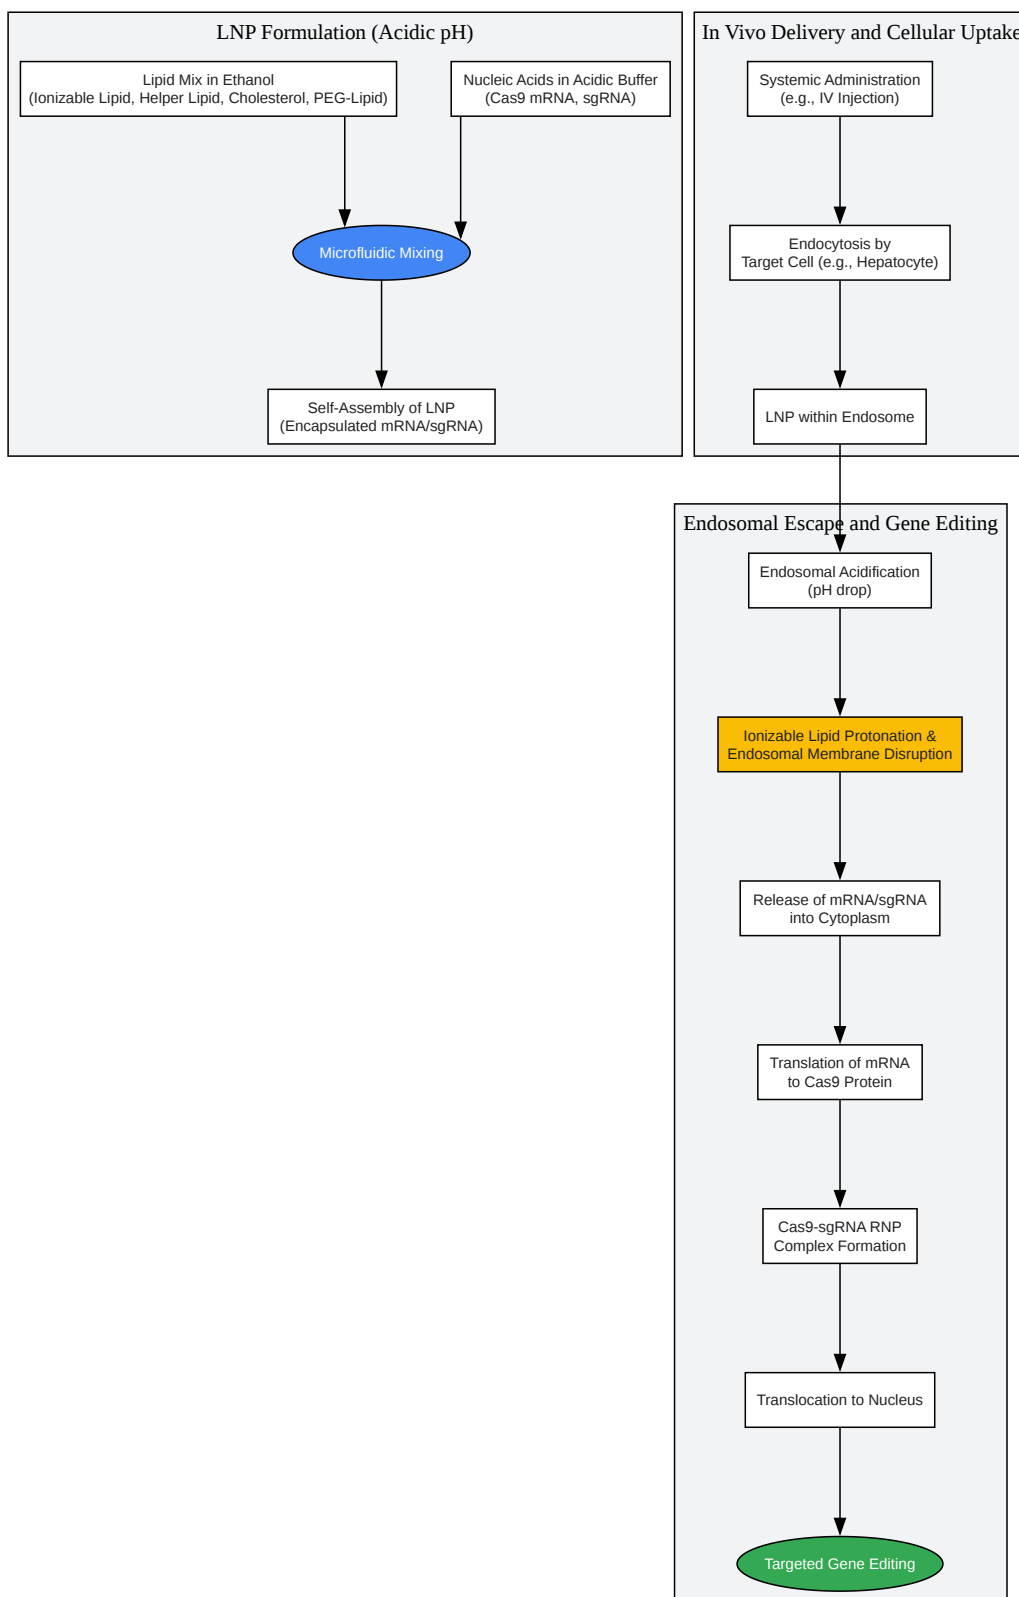 LNP Formulation (Acidic pH)
Lipid Mix in Ethanol
(Ionizable Lipid, Helper Lipid, Cholesterol, PEG-Lipid)
Nucleic Acids in Acidic Buffer
(Cas9 mRNA, sgRNA)
Microfluidic Mixing
Self-Assembly of LNP
(Encapsulated mRNA/sgRNA)
In Vivo Delivery and Cellular Uptake
Systemic Administration
(e.g., IV Injection)
Endocytosis by
Target Cell (e.g., Hepatocyte)
LNP within Endosome
Endosomal Escape and Gene Editing
Endosomal Acidification
(pH drop)
Ionizable Lipid Protonation &
Endosomal Membrane Disruption
Release of mRNA/sgRNA
into Cytoplasm
Translation of mRNA
to Cas9 Protein
Cas9-sgRNA RNP
Complex Formation
Translocation to Nucleus
Targeted Gene Editing